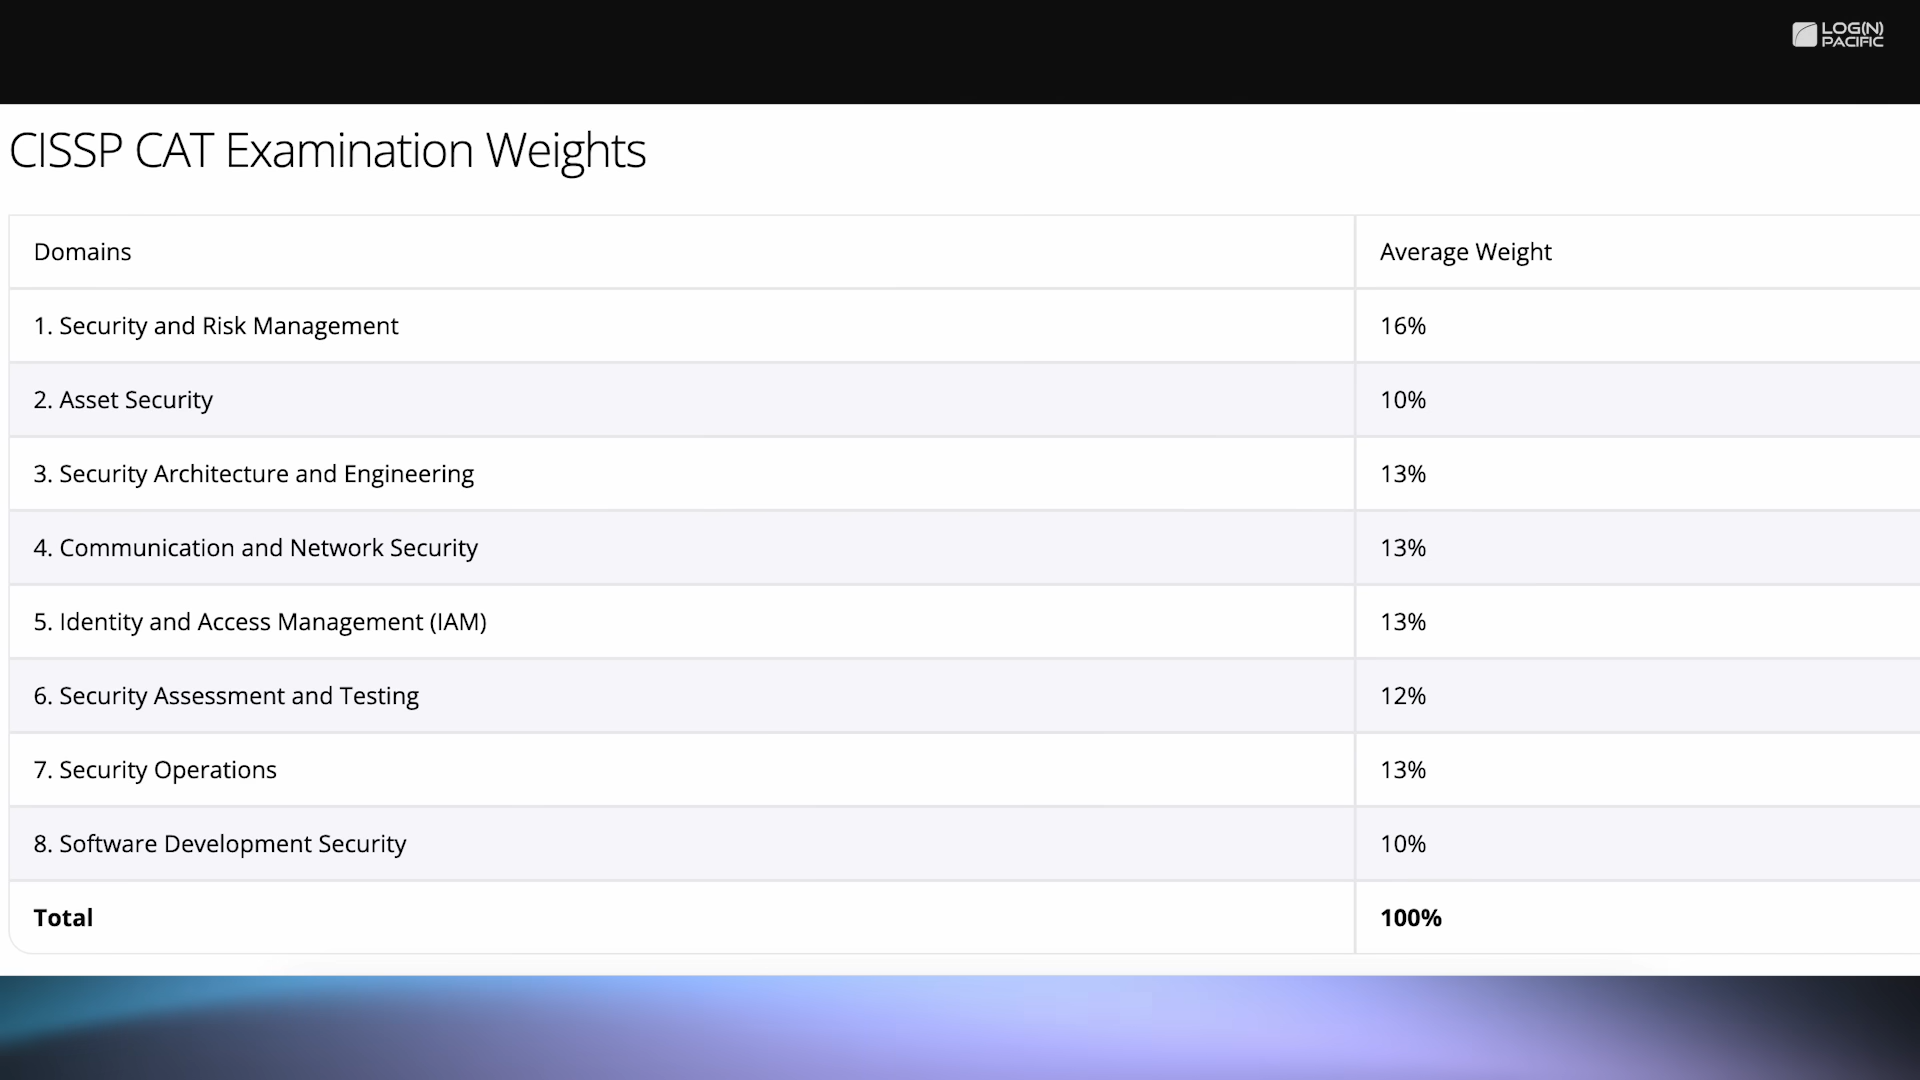 LOG(N)
PACIFIC
CISSP CAT Examination Weights
Domains Average Weight
1. Security and Risk Management 16%
2. Asset Security 10%
3. Security Architecture and Engineering 13%
4. Communication and Network Security 13%
5. Identity and Access Management (IAM) 13%
6. Security Assessment and Testing 12%
7. Security Operations 13%
8. Software Development Security 10%
Total 100%